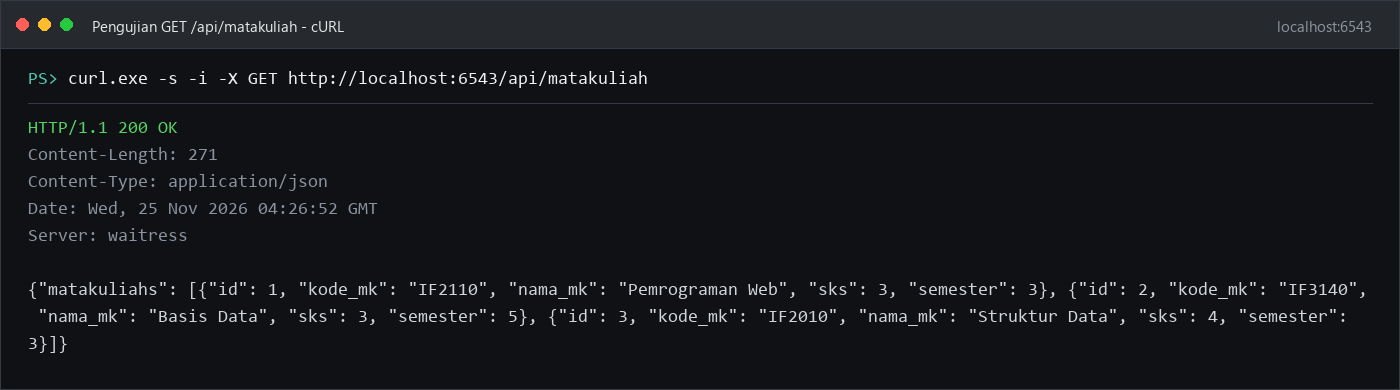 Pengujian GET /api/matakuliah - cURL
localhost:6543
PS> curl.exe -s -i -X GET http://localhost:6543/api/matakuliah
HTTP/1.1 200 OK
Content-Length: 271
Content-Type: application/json
Date: Wed, 25 Nov 2026 04:26:52 GMT
Server: waitress
{"matakuliahs": [{"id": 1, "kode_mk": "IF2110", "nama_mk": "Pemrograman Web", "sks": 3, "semester": 3}, {"id": 2, "kode_mk": "IF3140",
"nama_mk": "Basis Data", "sks": 3, "semester": 5}, {"id": 3, "kode_mk": "IF2010", "nama_mk": "Struktur Data", "sks": 4, "semester":
3}]}